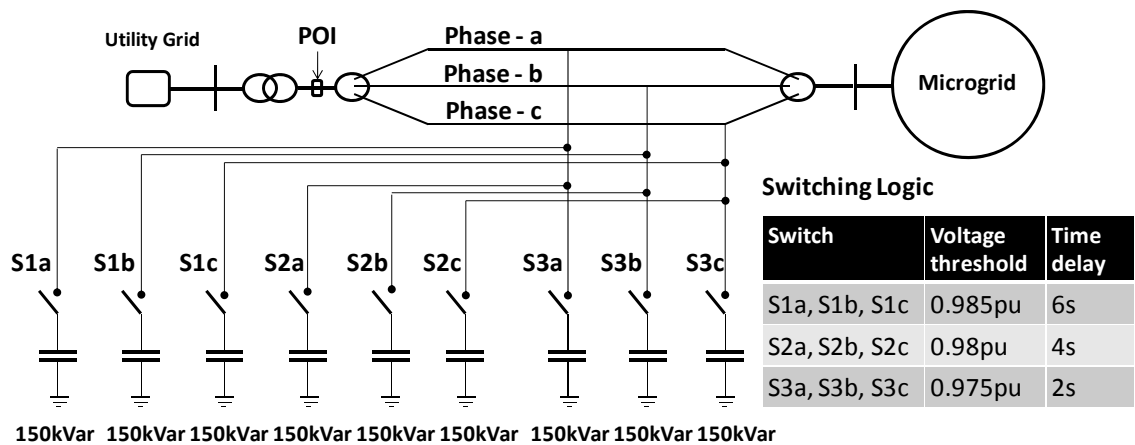 Utility Grid
POI
Phase - a
Phase - b
Phase - c
Microgrid
S1a S1b S1c S2a S2b S2c S3a S3b S3c
150kVar 150kVar 150kVar 150kVar 150kVar 150kVar 150kVar 150kVar 150kVar
Switching Logic
Switch Voltage threshold Time delay
S1a, S1b, S1c 0.985pu 6s
S2a, S2b, S2c 0.98pu 4s
S3a, S3b, S3c 0.975pu 2s